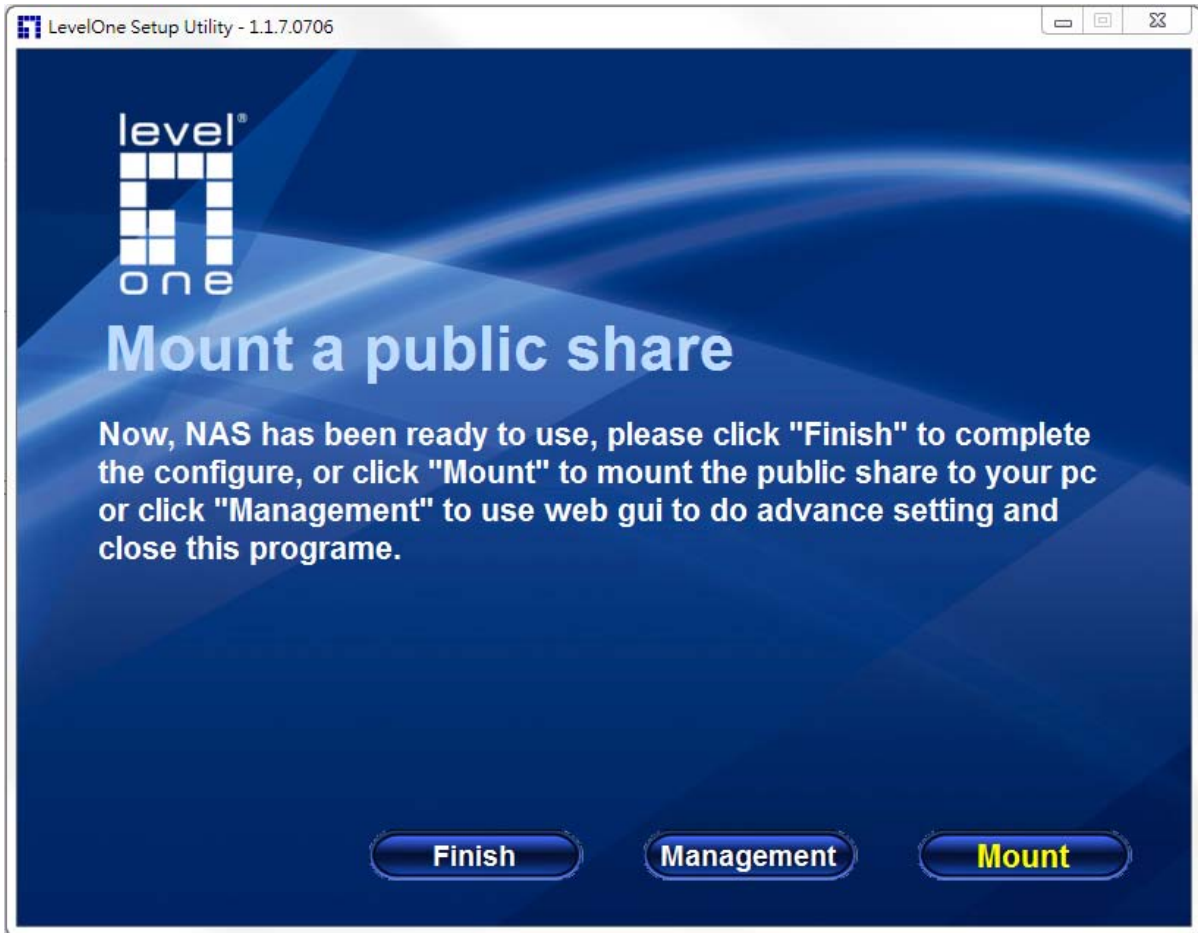 LevelOne Setup Utility - 1.1.7.0706
level®
one
Mount a public share
Now, NAS has been ready to use, please click "Finish" to complete
the configure, or click "Mount" to mount the public share to your pc
or click "Management" to use web gui to do advance setting and
close this programe.
Finish
Management
Mount